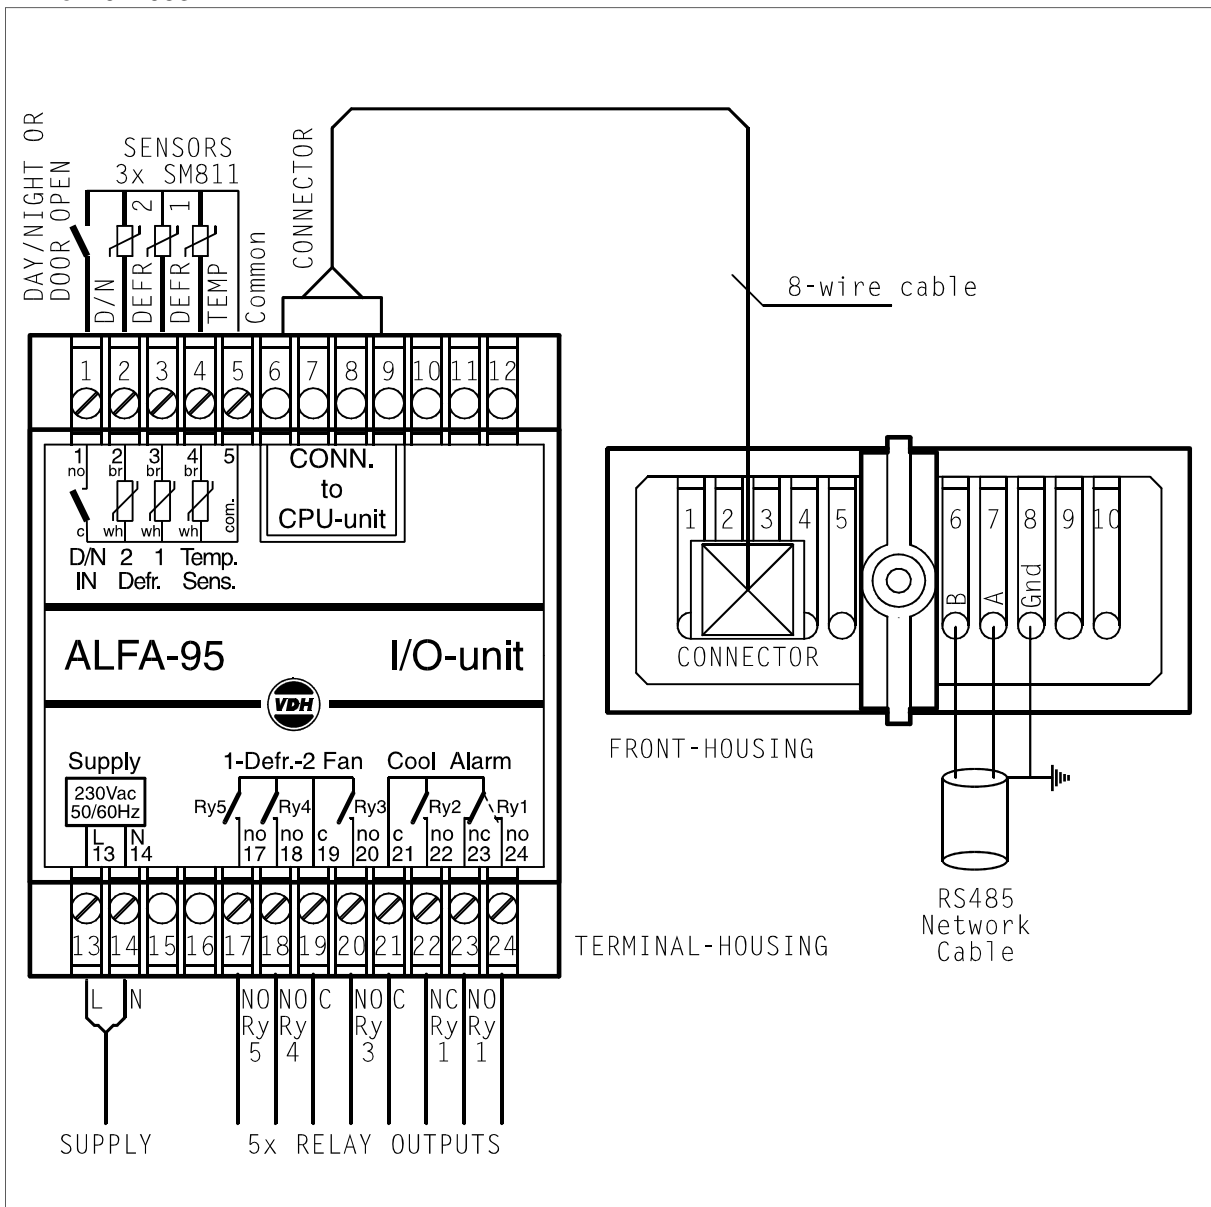 DAY/NIGHT OR
DOOR OPEN
SENSORS
3x SM811
D/N
DEFR 2
DEFR 1
TEMP
Common
CONNECTOR
8-wire cable
1 2 3 4 5 6 7 8 9 10 11 12
1 2 3 4 5
no br br br
c wh wh wh com.
D/N 2 1 Temp.
IN Defr. Sens.
CONN.
to
CPU-unit
ALFA-95 I/O-unit
VDH
1 2 3 4 5 6 7 8 9 10
B A Gnd
CONNECTOR
FRONT-HOUSING
Supply
230Vac
50/60Hz
L N
13 14
1-Defr.-2 Fan Cool Alarm
Ry5 Ry4 Ry3 Ry2 Ry1
no no c no c no nc no
17 18 19 20 21 22 23 24
13 14 15 16 17 18 19 20 21 22 23 24
TERMINAL-HOUSING
RS485
Network
Cable
L N
NO NO C NO C NC NO
Ry Ry Ry Ry Ry
5 4 3 1 1
SUPPLY
5x RELAY OUTPUTS